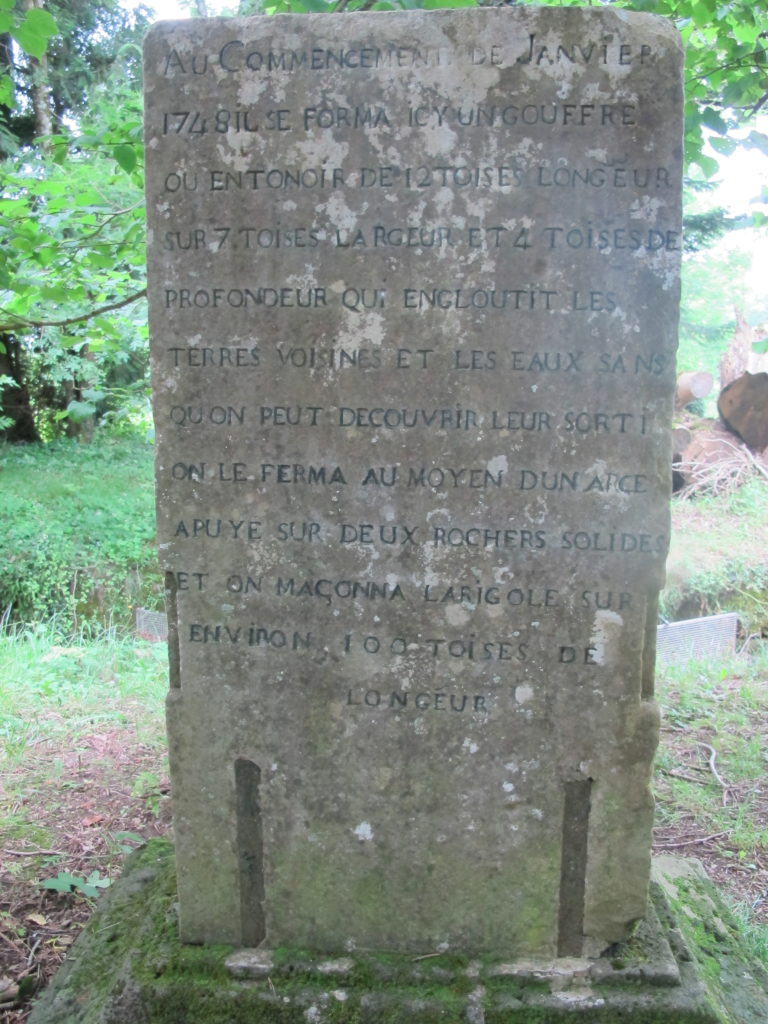 AU COMMENCEMENT DE JANVIER
1748 IL SE FORMA ICY UN GOUFFRE
OU ENTONOIR DE 12 TOISES LONGEUR
SUR 7 TOISES LARGEUR ET 4 TOISES DE
PROFONDEUR QUI ENGLOUTIT LES
TERRES VOISINES ET LES EAUX SANS
QU ON PEUT DECOUVRIR LEUR SORTI
ON LE FERMA AU MOYEN DUN ARCE
APUYE SUR DEUX ROCHERS SOLIDES
ET ON MAÇONNA LARIGOLE SUR
ENVIRON 100 TOISES DE
LONGEUR